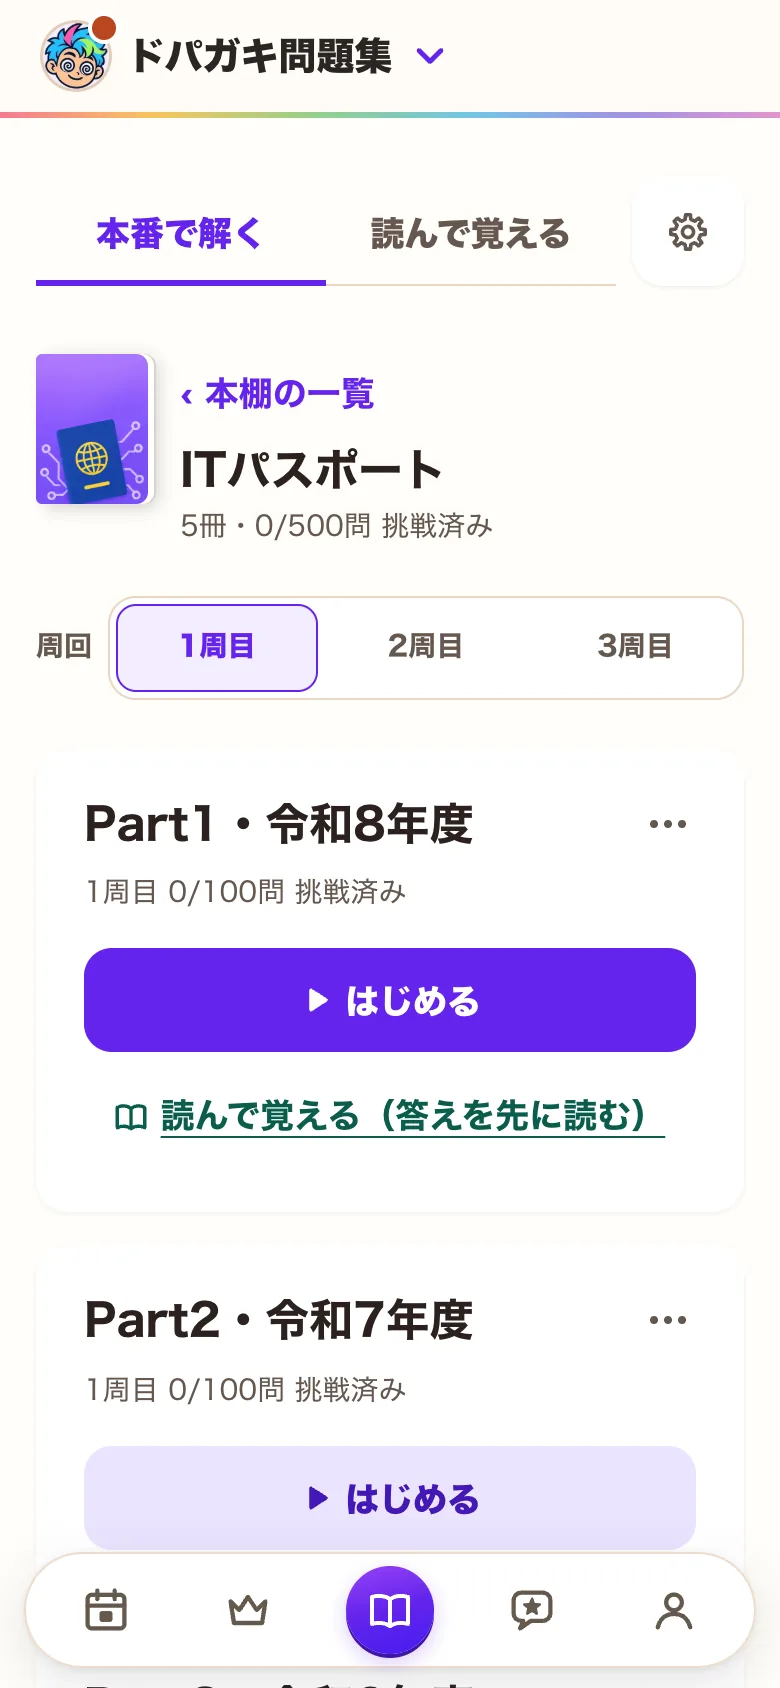 ドパガキ問題集
本番で解く
読んで覚える
‹ 本棚の一覧
ITパスポート
5冊・0/500問 挑戦済み
周回
1周目
2周目
3周目
Part1・令和8年度
1周目 0/100問 挑戦済み
はじめる
読んで覚える（答えを先に読む）
Part2・令和7年度
1周目 0/100問 挑戦済み
はじめる